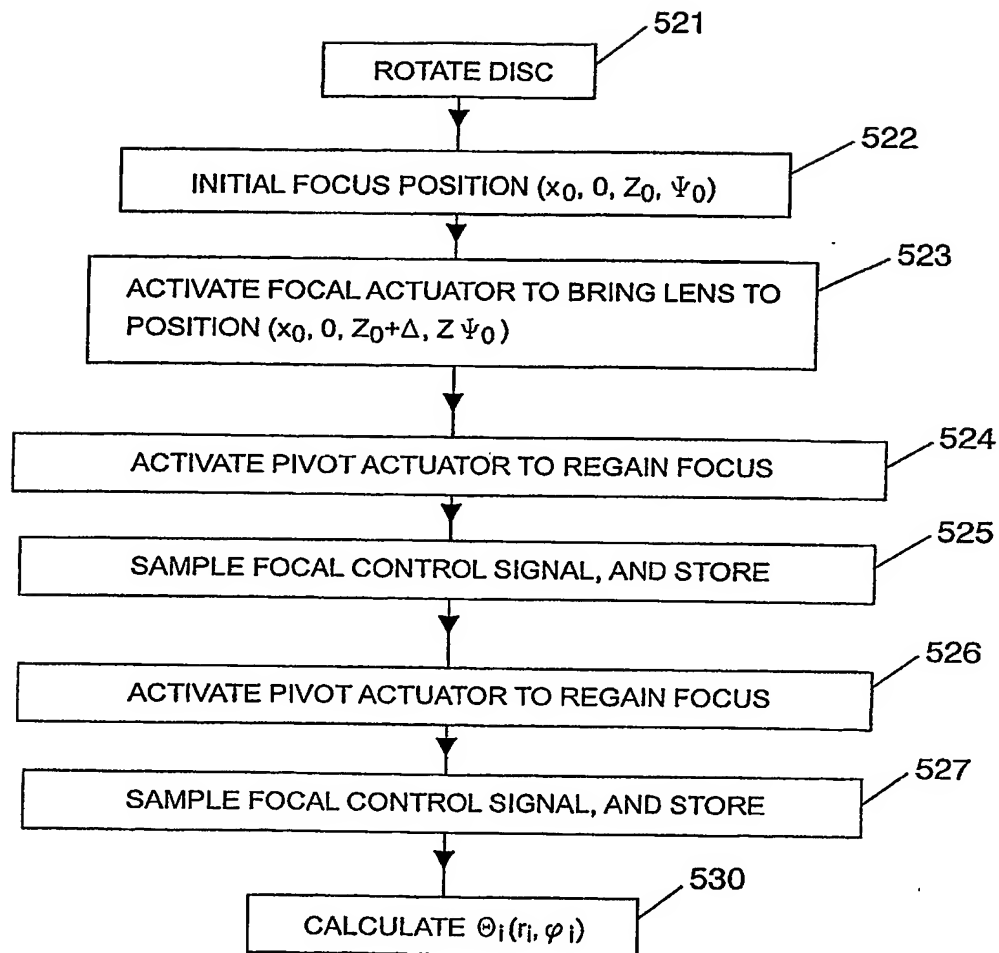 521
ROTATE DISC
522
INITIAL FOCUS POSITION (x₀, 0, Z₀, Ψ₀)
523
ACTIVATE FOCAL ACTUATOR TO BRING LENS TO
POSITION (x₀, 0, Z₀+Δ, Z Ψ₀)
524
ACTIVATE PIVOT ACTUATOR TO REGAIN FOCUS
525
SAMPLE FOCAL CONTROL SIGNAL, AND STORE
526
ACTIVATE PIVOT ACTUATOR TO REGAIN FOCUS
527
SAMPLE FOCAL CONTROL SIGNAL, AND STORE
530
CALCULATE Θᵢ(rᵢ, φᵢ)